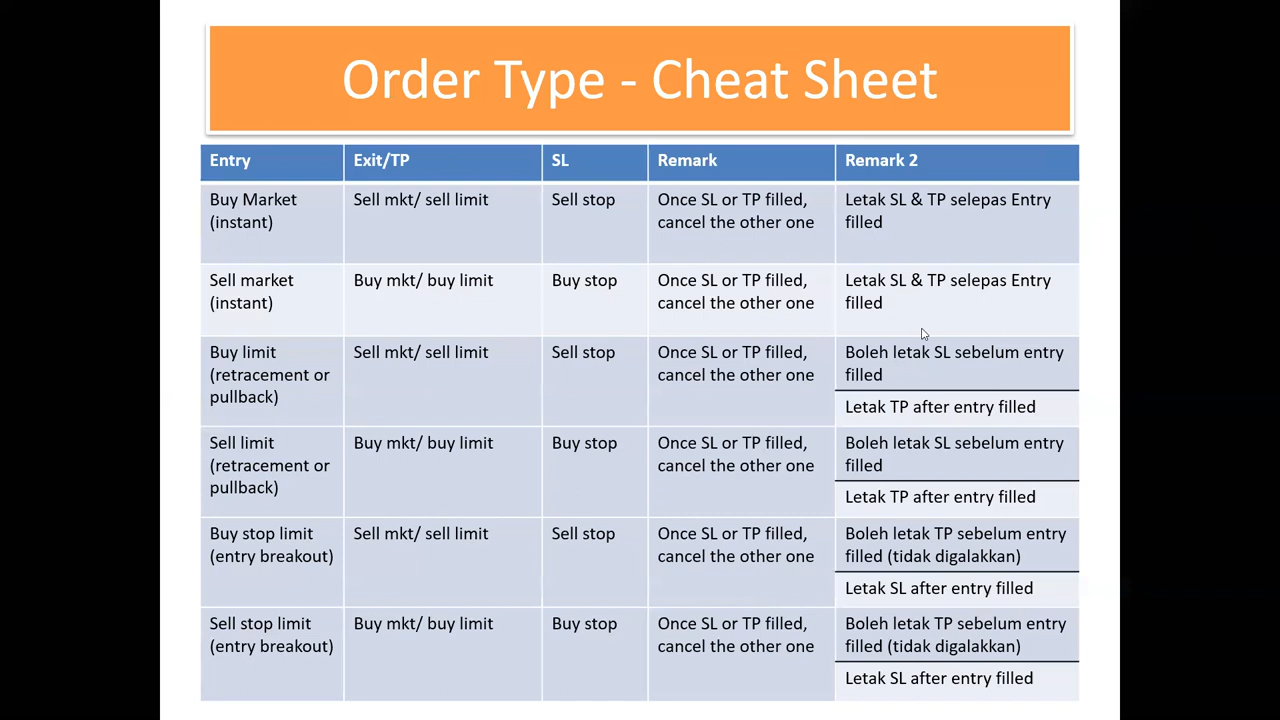 Order Type - Cheat Sheet
Entry Exit/TP SL Remark Remark 2
Buy Market Sell mkt/ sell limit Sell stop Once SL or TP filled, Letak SL & TP selepas Entry
(instant) cancel the other one filled
Sell market Buy mkt/ buy limit Buy stop Once SL or TP filled, Letak SL & TP selepas Entry
(instant) cancel the other one filled
Buy limit Sell mkt/ sell limit Sell stop Once SL or TP filled, Boleh letak SL sebelum entry
(retracement or cancel the other one filled
pullback) Letak TP after entry filled
Sell limit Buy mkt/ buy limit Buy stop Once SL or TP filled, Boleh letak SL sebelum entry
(retracement or cancel the other one filled
pullback) Letak TP after entry filled
Buy stop limit Sell mkt/ sell limit Sell stop Once SL or TP filled, Boleh letak TP sebelum entry
(entry breakout) cancel the other one filled (tidak digalakkan)
Letak SL after entry filled
Sell stop limit Buy mkt/ buy limit Buy stop Once SL or TP filled, Boleh letak TP sebelum entry
(entry breakout) cancel the other one filled (tidak digalakkan)
Letak SL after entry filled